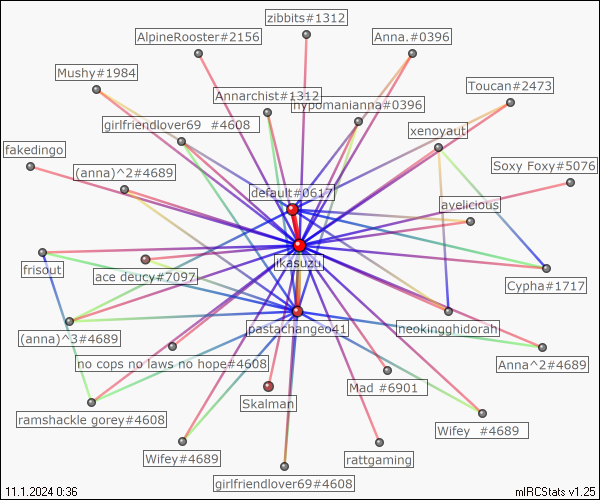 zibbits#1312
AlpineRooster#2156
Anna.#0396
Mushy#1984
Toucan#2473
Annarchist#1312
hypomanianna#0396
girlfriendlover69 #4608
xenoyaut
fakedingo
Soxy Foxy#5076
(anna)^2#4689
default#0617
avelicious
ikasuzu.
frisout
ace deucy#7097
Cypha#1717
pastachangeo41
neokingghidorah
(anna)^3#4689
no cops no laws no hope#4608
Anna^2#4689
Mad #6901
Skalman
ramshackle gorey#4608
Wifey #4689
Wifey#4689
rattgaming
girlfriendlover69#4608
11.1.2024 0:36
mIRCStats v1.25